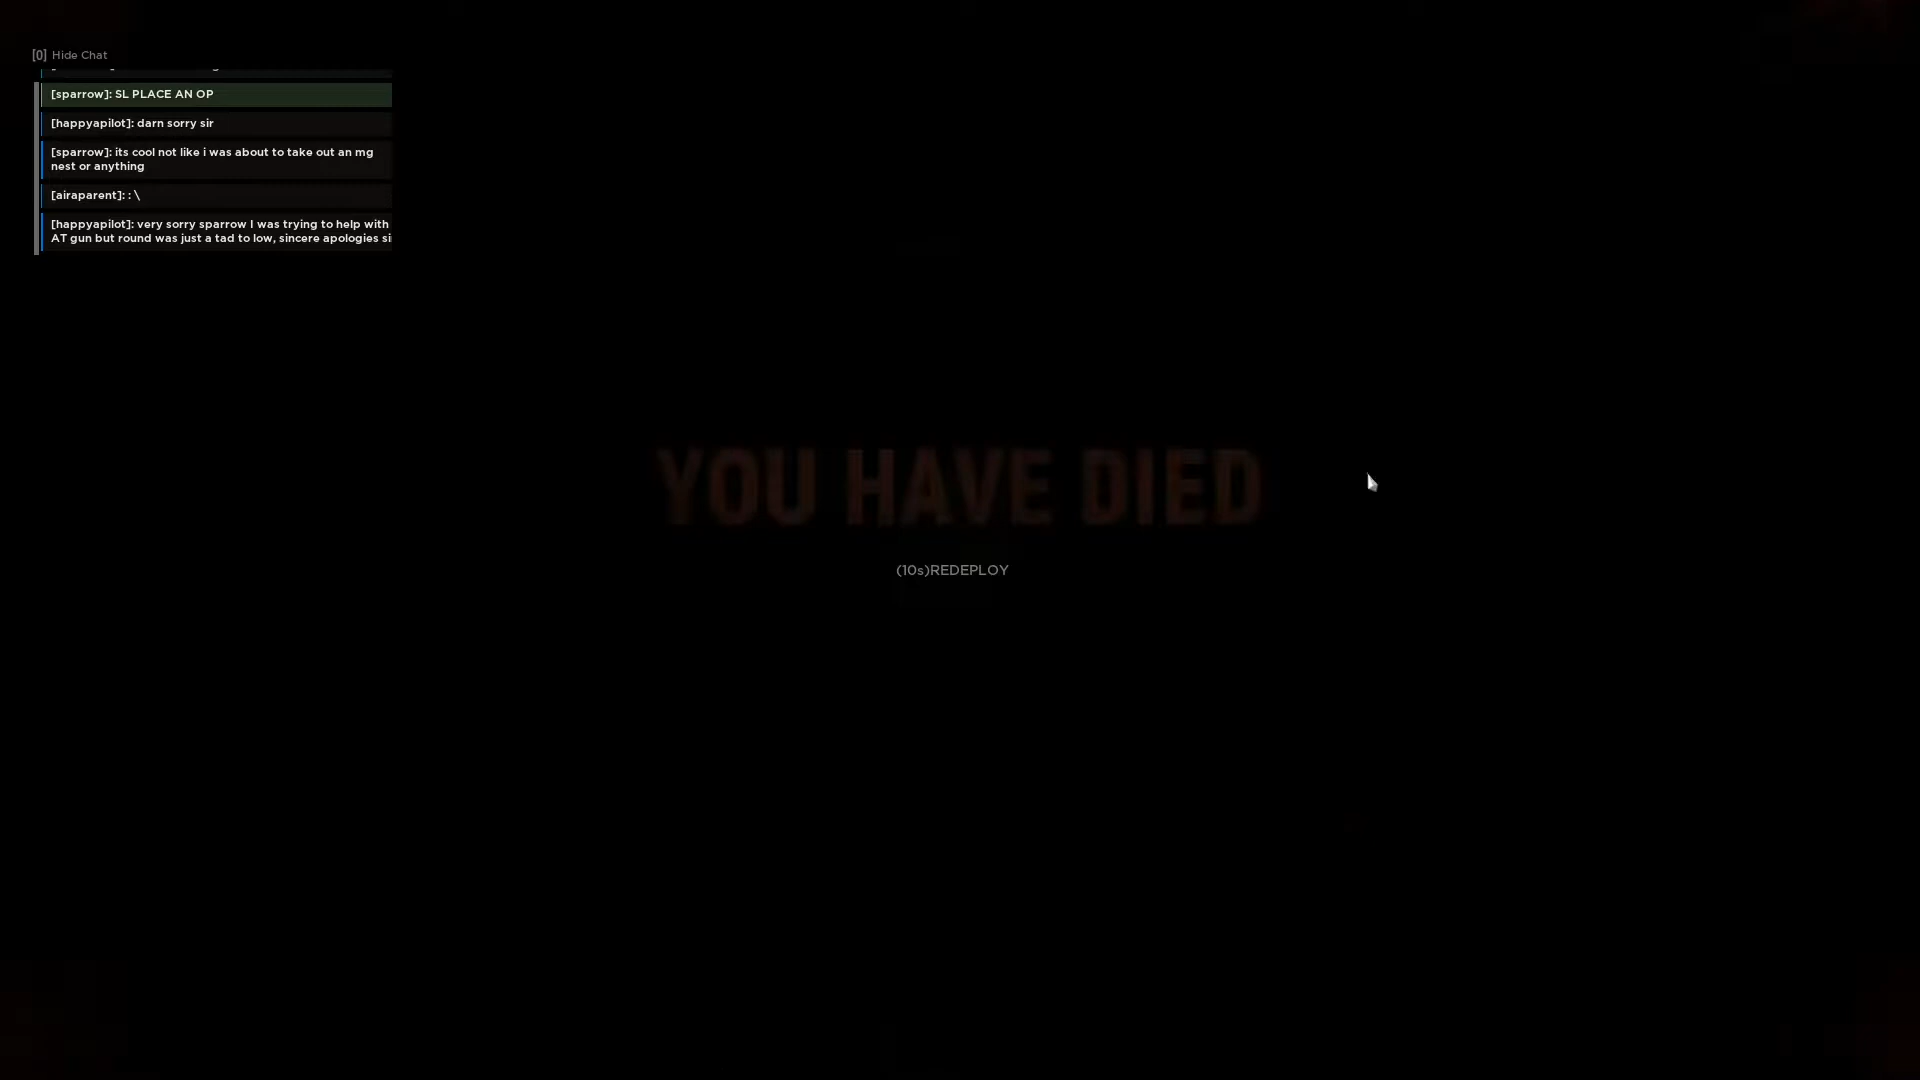 [0] Hide Chat
[sparrow]: SL PLACE AN OP
[happyapilot]: darn sorry sir
[sparrow]: its cool not like i was about to take out an mg
nest or anything
[airaparent]: : \
[happyapilot]: very sorry sparrow I was trying to help with
AT gun but round was just a tad to low, sincere apologies si
YOU HAVE DIED
(10s)REDEPLOY